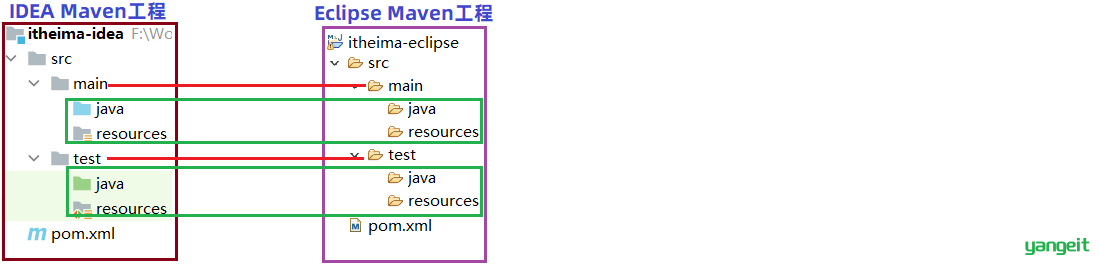 IDEA Maven工程
itheima-idea F:\Wo
src
main
java
resources
test
java
resources
pom.xml
Eclipse Maven工程
itheima-eclipse
src
main
java
resources
test
java
resources
pom.xml
yangeit